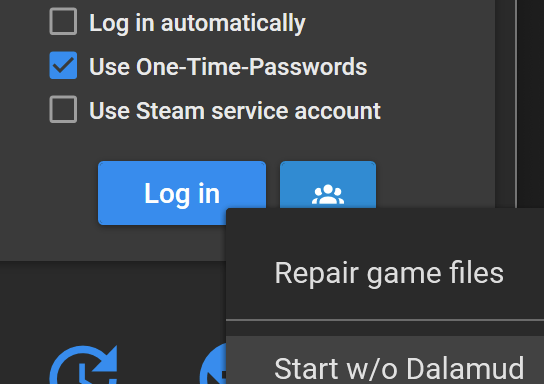 Log in automatically
Use One-Time-Passwords
Use Steam service account
Log in
Repair game files
Start w/o Dalamud